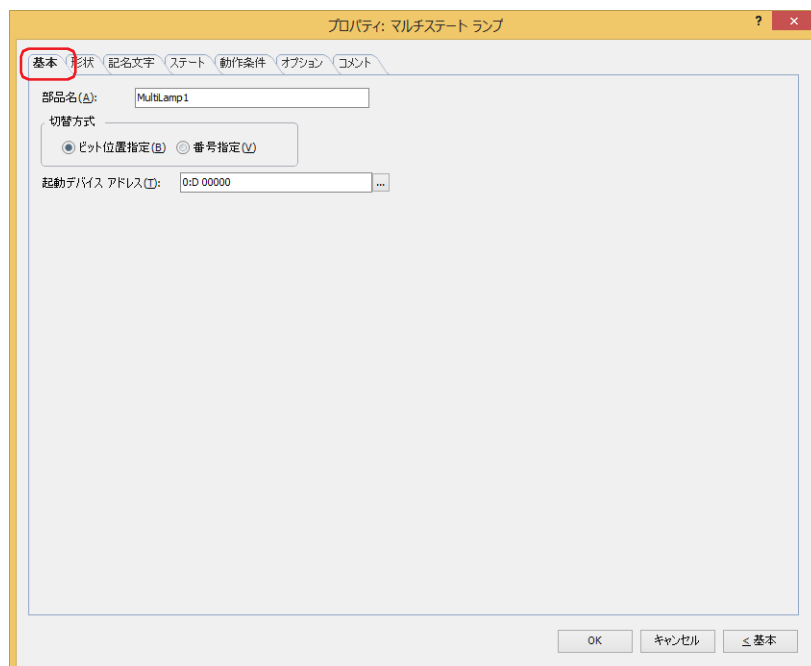 プロパティ: マルチステート ランプ
? ×
基本 形状 記名文字 ステート 動作条件 オプション コメント
部品名(A): MultiLamp1
切替方式
ビット位置指定(B) 番号指定(V)
起動デバイス アドレス(T): 0:D 00000 ...
OK キャンセル ≤ 基本